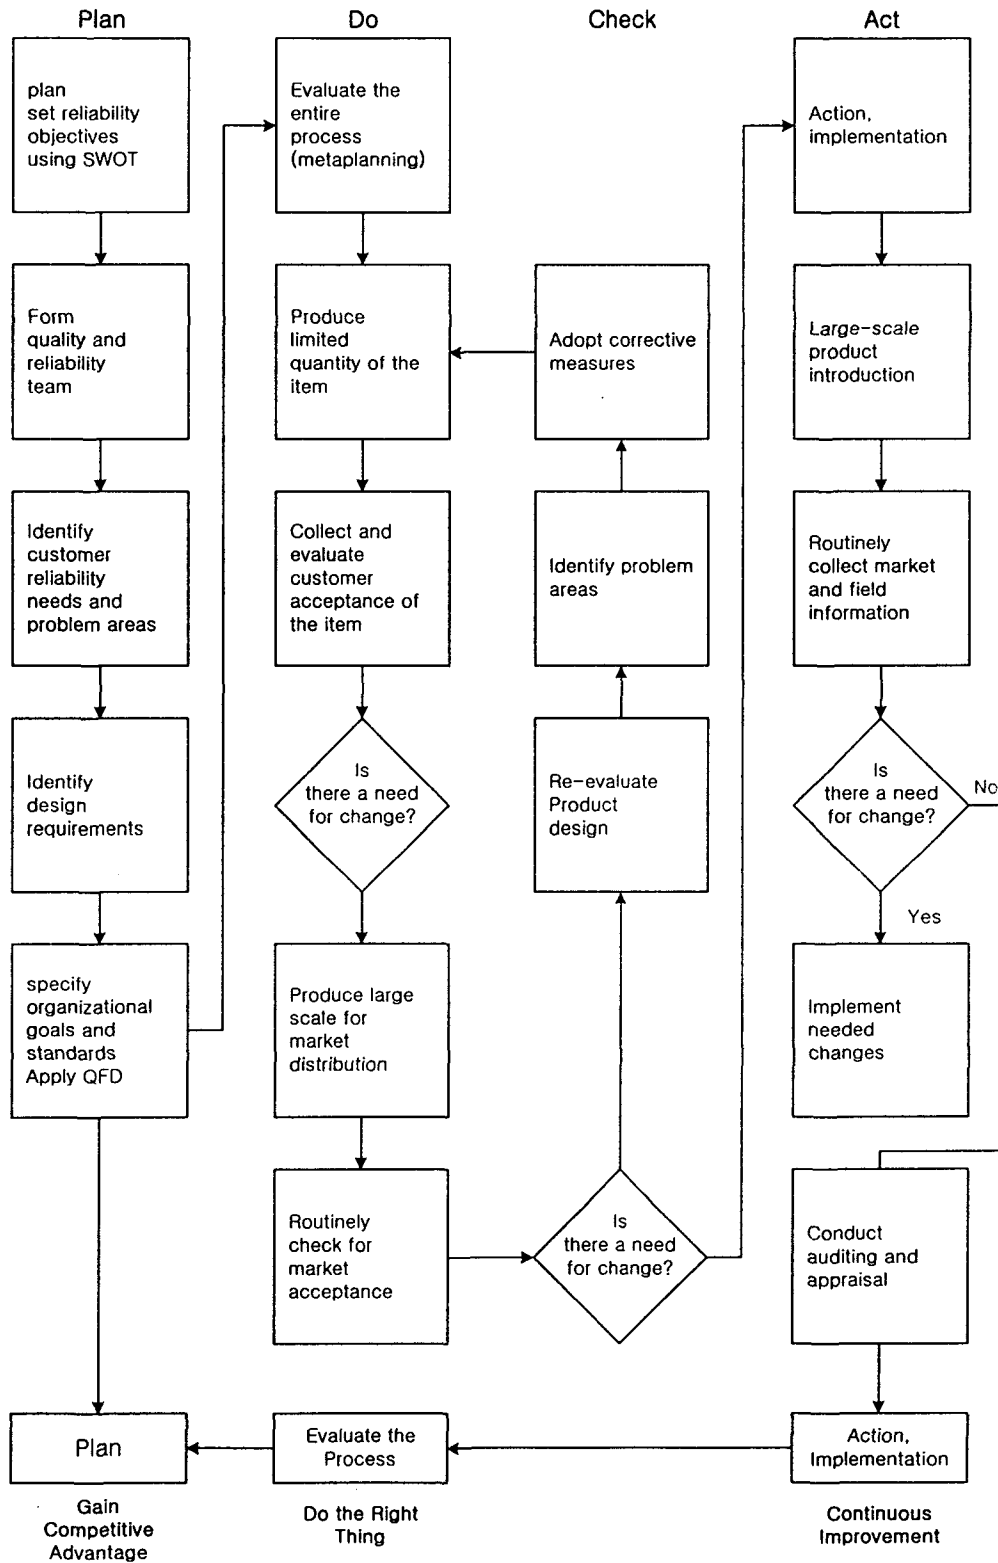 Plan
Do
Check
Act
plan
set reliability
objectives
using SWOT
Form
quality and
reliability
team
Identify
customer
reliability
needs and
problem areas
Identify
design
requirements
specify
organizational
goals and
standards
Apply QFD
Plan
Gain
Competitive
Advantage
Evaluate the
entire
process
(metaplanning)
Produce
limited
quantity of the
item
Collect and
evaluate
customer
acceptance of
the item
Is
there a need
for change?
Produce large
scale for
market
distribution
Routinely
check for
market
acceptance
Evaluate the
Process
Do the Right
Thing
Adopt corrective
measures
Identify problem
areas
Re-evaluate
Product
design
Is
there a need
for change?
Action,
implementation
Large-scale
product
introduction
Routinely
collect market
and field
information
Is
there a need
for change?
No
Yes
Implement
needed
changes
Conduct
auditing and
appraisal
Action,
Implementation
Continuous
Improvement